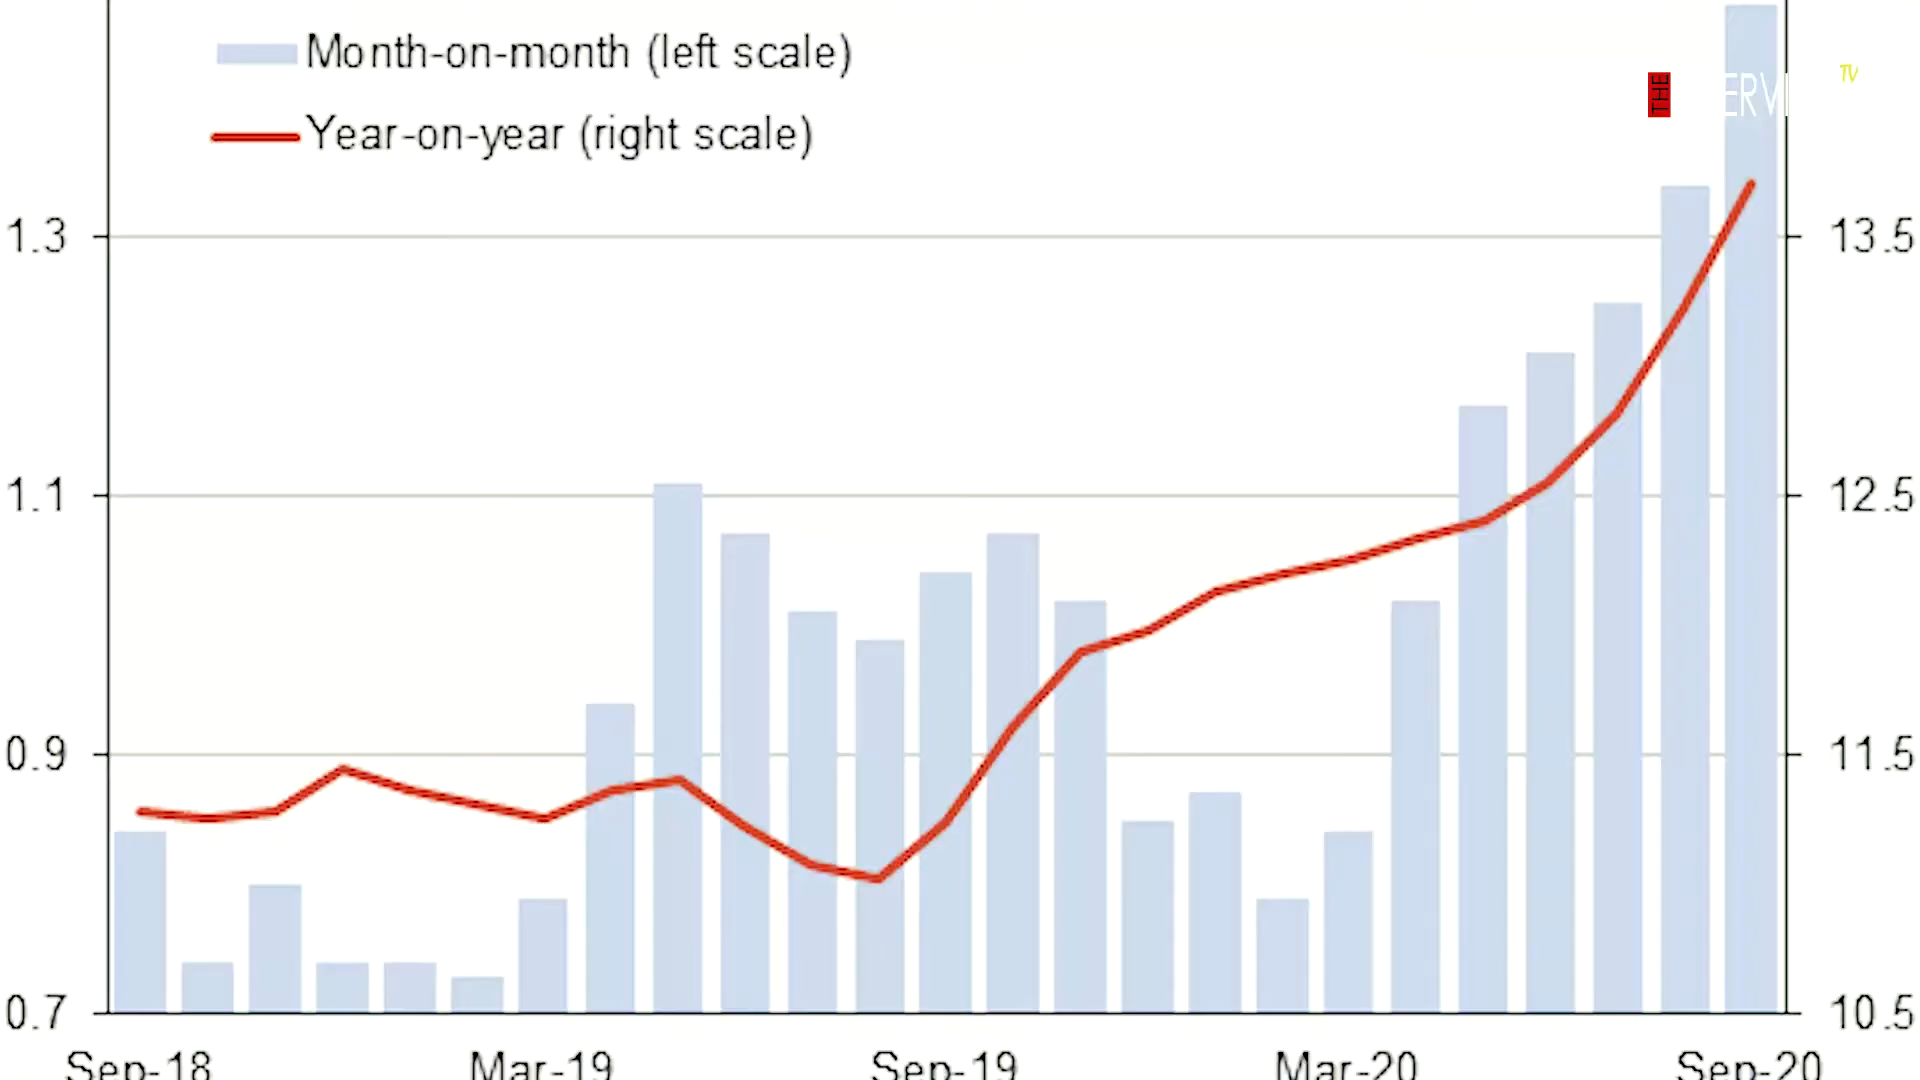 Month-on-month (left scale)
Year-on-year (right scale)
THE
TV
1.3
13.5
1.1
12.5
0.9
11.5
0.7
10.5
Sep-18
Mar-19
Sep-19
Mar-20
Sep-20